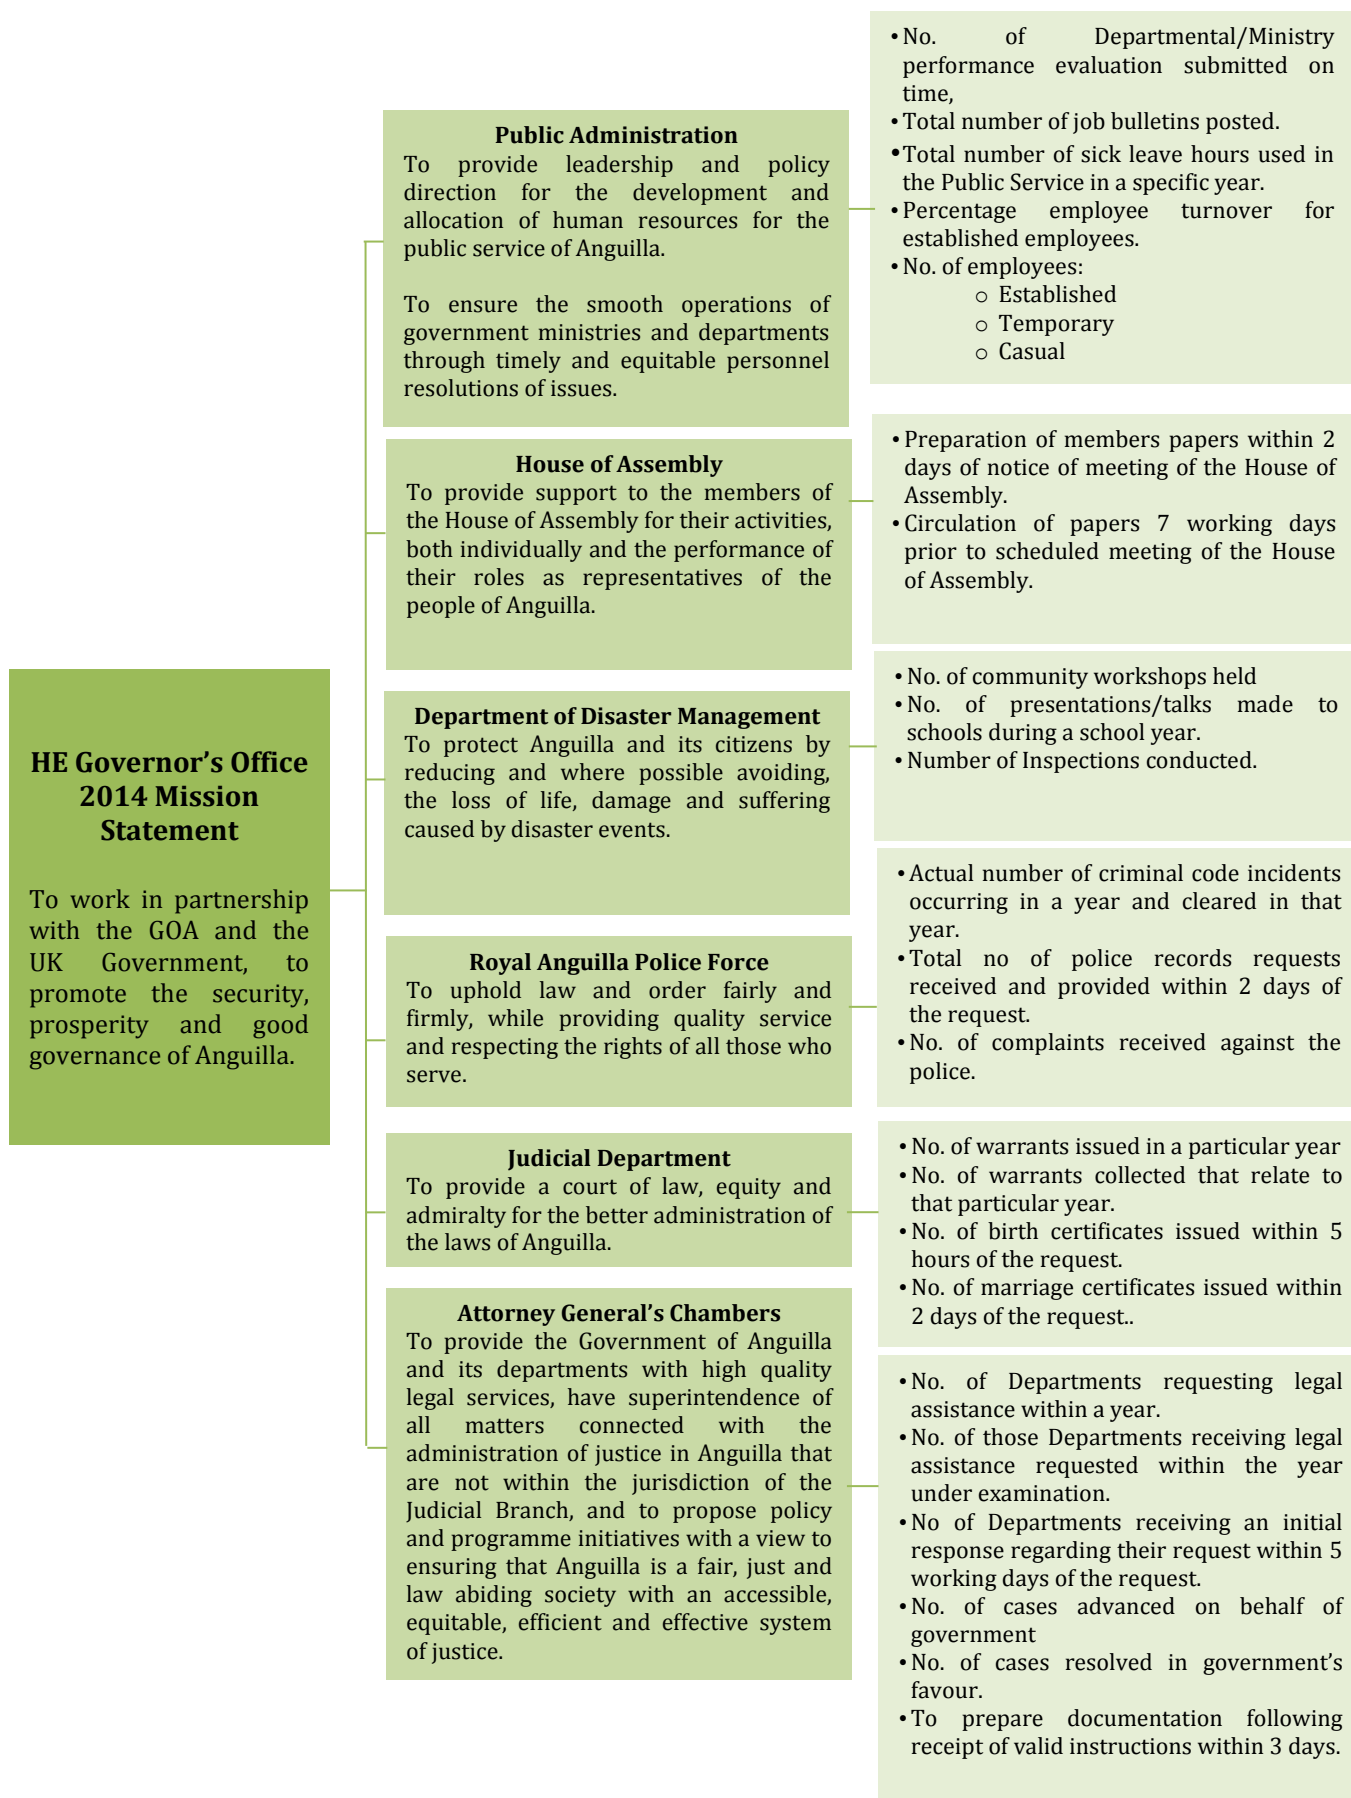 HE Governor's Office
2014 Mission
Statement
To work in partnership
with the GOA and the
UK Government, to
promote the security,
prosperity and good
governance of Anguilla.
Public Administration
To provide leadership and policy
direction for the development and
allocation of human resources for the
public service of Anguilla.
To ensure the smooth operations of
government ministries and departments
through timely and equitable personnel
resolutions of issues.
• No. of Departmental/Ministry
performance evaluation submitted on
time,
• Total number of job bulletins posted.
• Total number of sick leave hours used in
the Public Service in a specific year.
• Percentage employee turnover for
established employees.
• No. of employees:
o Established
o Temporary
o Casual
House of Assembly
To provide support to the members of
the House of Assembly for their activities,
both individually and the performance of
their roles as representatives of the
people of Anguilla.
• Preparation of members papers within 2
days of notice of meeting of the House of
Assembly.
• Circulation of papers 7 working days
prior to scheduled meeting of the House
of Assembly.
Department of Disaster Management
To protect Anguilla and its citizens by
reducing and where possible avoiding,
the loss of life, damage and suffering
caused by disaster events.
• No. of community workshops held
• No. of presentations/talks made to
schools during a school year.
• Number of Inspections conducted.
Royal Anguilla Police Force
To uphold law and order fairly and
firmly, while providing quality service
and respecting the rights of all those who
serve.
• Actual number of criminal code incidents
occurring in a year and cleared in that
year.
• Total no of police records requests
received and provided within 2 days of
the request.
• No. of complaints received against the
police.
Judicial Department
To provide a court of law, equity and
admiralty for the better administration of
the laws of Anguilla.
• No. of warrants issued in a particular year
• No. of warrants collected that relate to
that particular year.
• No. of birth certificates issued within 5
hours of the request.
• No. of marriage certificates issued within
2 days of the request..
Attorney General's Chambers
To provide the Government of Anguilla
and its departments with high quality
legal services, have superintendence of
all matters connected with the
administration of justice in Anguilla that
are not within the jurisdiction of the
Judicial Branch, and to propose policy
and programme initiatives with a view to
ensuring that Anguilla is a fair, just and
law abiding society with an accessible,
equitable, efficient and effective system
of justice.
• No. of Departments requesting legal
assistance within a year.
• No. of those Departments receiving legal
assistance requested within the year
under examination.
• No of Departments receiving an initial
response regarding their request within 5
working days of the request.
• No. of cases advanced on behalf of
government
• No. of cases resolved in government's
favour.
• To prepare documentation following
receipt of valid instructions within 3 days.